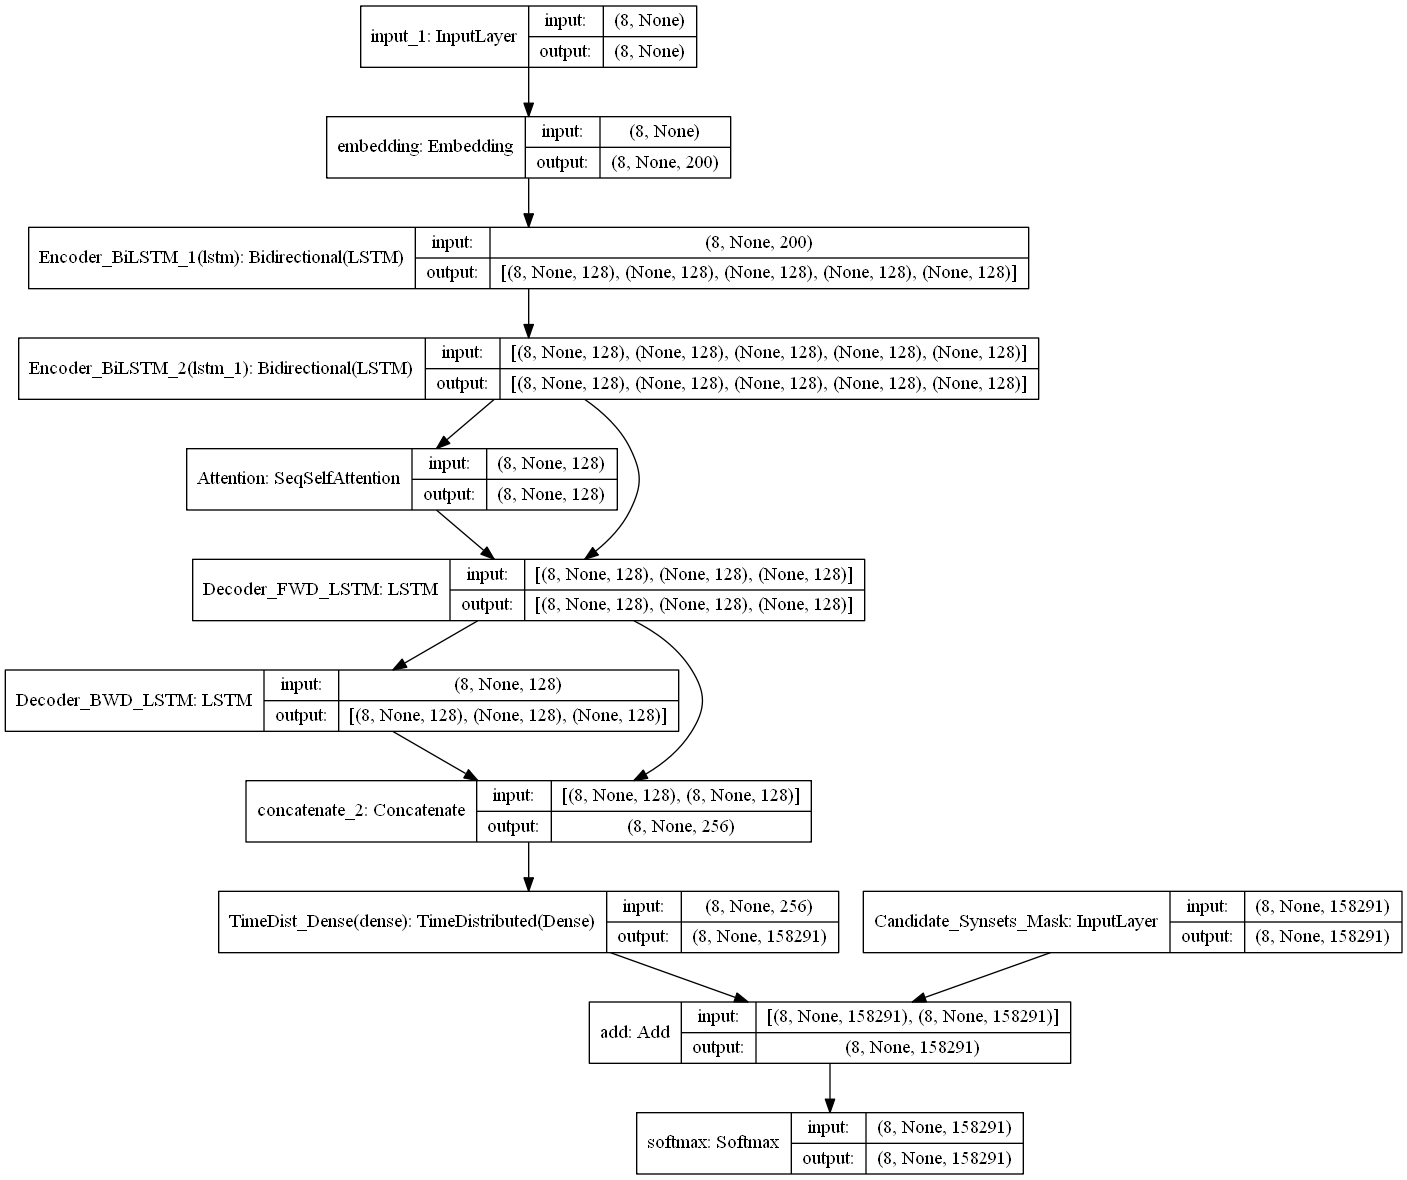 input_1: InputLayer
input: (8, None)
output: (8, None)
embedding: Embedding
input: (8, None)
output: (8, None, 200)
Encoder_BiLSTM_1(lstm): Bidirectional(LSTM)
input: (8, None, 200)
output: [(8, None, 128), (None, 128), (None, 128), (None, 128), (None, 128)]
Encoder_BiLSTM_2(lstm_1): Bidirectional(LSTM)
input: [(8, None, 128), (None, 128), (None, 128), (None, 128), (None, 128)]
output: [(8, None, 128), (None, 128), (None, 128), (None, 128), (None, 128)]
Attention: SeqSelfAttention
input: (8, None, 128)
output: (8, None, 128)
Decoder_FWD_LSTM: LSTM
input: [(8, None, 128), (None, 128), (None, 128)]
output: [(8, None, 128), (None, 128), (None, 128)]
Decoder_BWD_LSTM: LSTM
input: (8, None, 128)
output: [(8, None, 128), (None, 128), (None, 128)]
concatenate_2: Concatenate
input: [(8, None, 128), (8, None, 128)]
output: (8, None, 256)
TimeDist_Dense(dense): TimeDistributed(Dense)
input: (8, None, 256)
output: (8, None, 158291)
Candidate_Synsets_Mask: InputLayer
input: (8, None, 158291)
output: (8, None, 158291)
add: Add
input: [(8, None, 158291), (8, None, 158291)]
output: (8, None, 158291)
softmax: Softmax
input: (8, None, 158291)
output: (8, None, 158291)